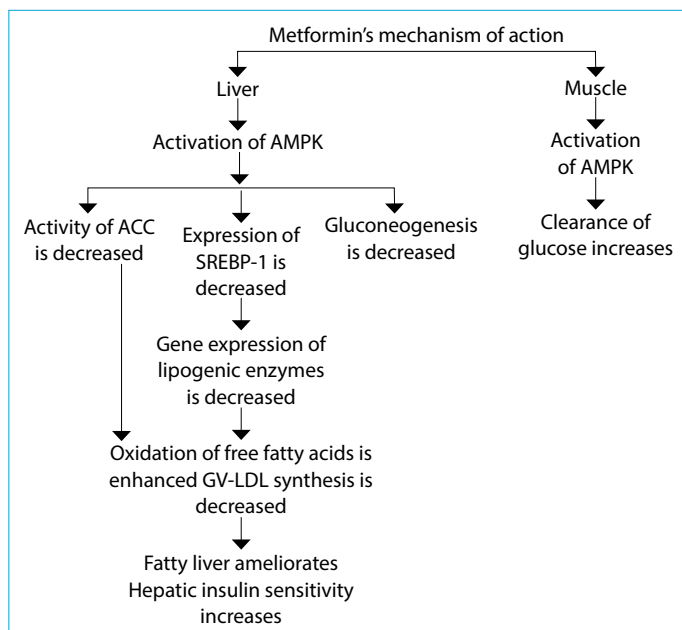 Metformin's mechanism of action
Liver
Muscle
Activation of AMPK
Activation
of AMPK
Activity of ACC
is decreased
Expression of
SREBP-1 is
decreased
Gluconeogenesis
is decreased
Clearance of
glucose increases
Gene expression of
lipogenic enzymes
is decreased
Oxidation of free fatty acids is
enhanced GV-LDL synthesis is
decreased
Fatty liver ameliorates
Hepatic insulin sensitivity
increases